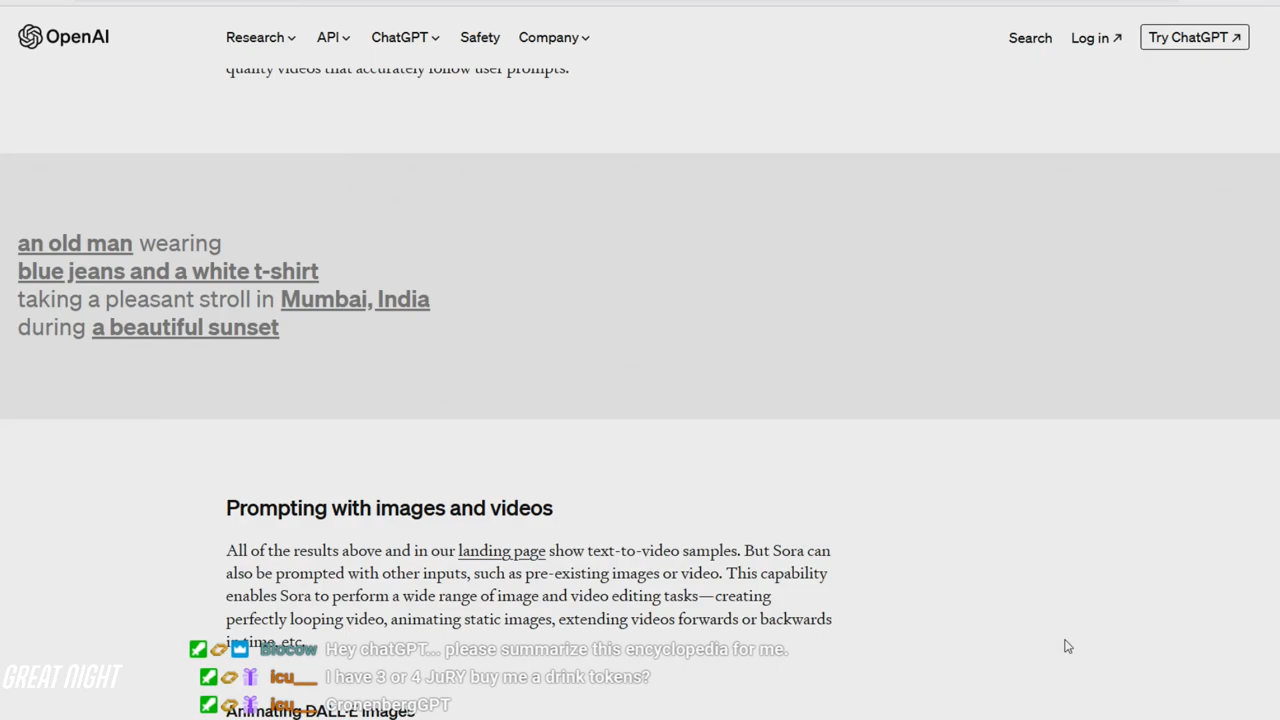 OpenAI
Research API ChatGPT Safety Company Search Log in Try ChatGPT
quality videos that accurately follow user prompts.
an old man wearing
blue jeans and a white t-shirt
taking a pleasant stroll in Mumbai, India
during a beautiful sunset
Prompting with images and videos
All of the results above and in our landing page show text-to-video samples. But Sora can
also be prompted with other inputs, such as pre-existing images or video. This capability
enables Sora to perform a wide range of image and video editing tasks—creating
perfectly looping video, animating static images, extending videos forwards or backwards
in time, etc.
Biocow Hey chatGPT... please summarize this encyclopedia for me.
GREAT NIGHT
icu___ I have 3 or 4 JuRY buy me a drink tokens?
icu___ CronenbergGPT
Animating DALL·E images